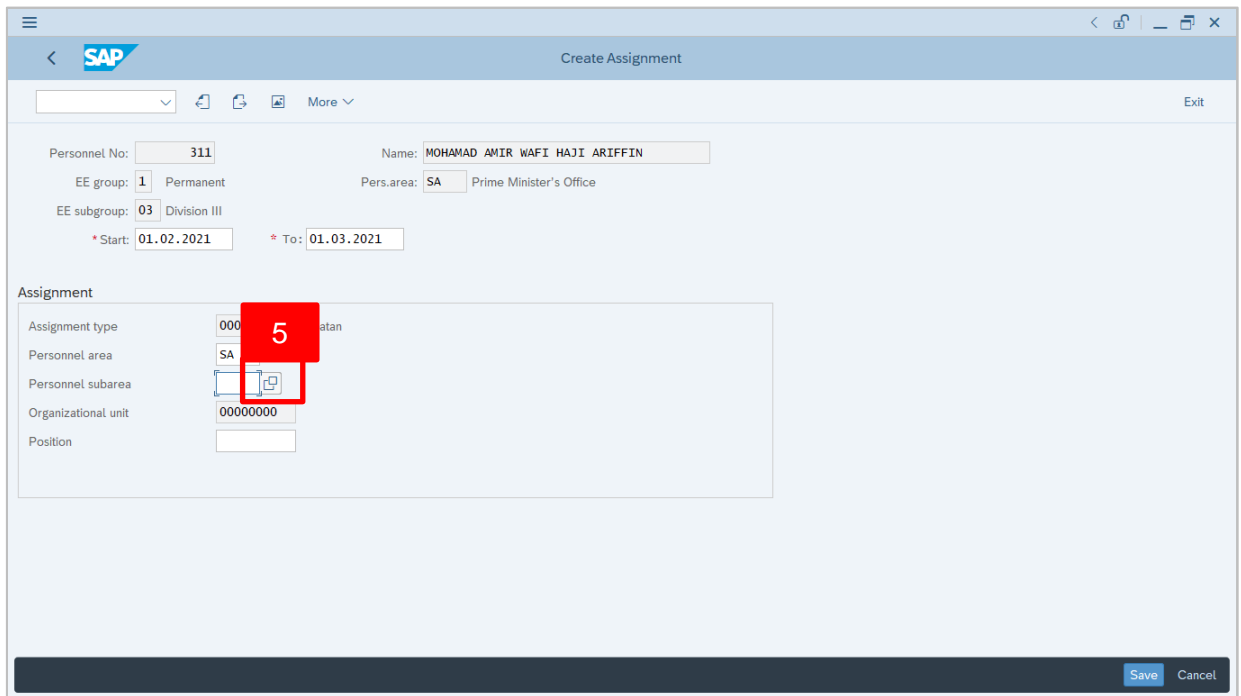 SAP
Create Assignment
More
Exit
Personnel No: 311 Name: MOHAMAD AMIR WAFI HAJI ARIFFIN
EE group: 1 Permanent Pers.area: SA Prime Minister's Office
EE subgroup: 03 Division III
* Start: 01.02.2021 * To: 01.03.2021
Assignment
Assignment type 000 atan
5
Personnel area SA
Personnel subarea
Organizational unit 00000000
Position
Save Cancel